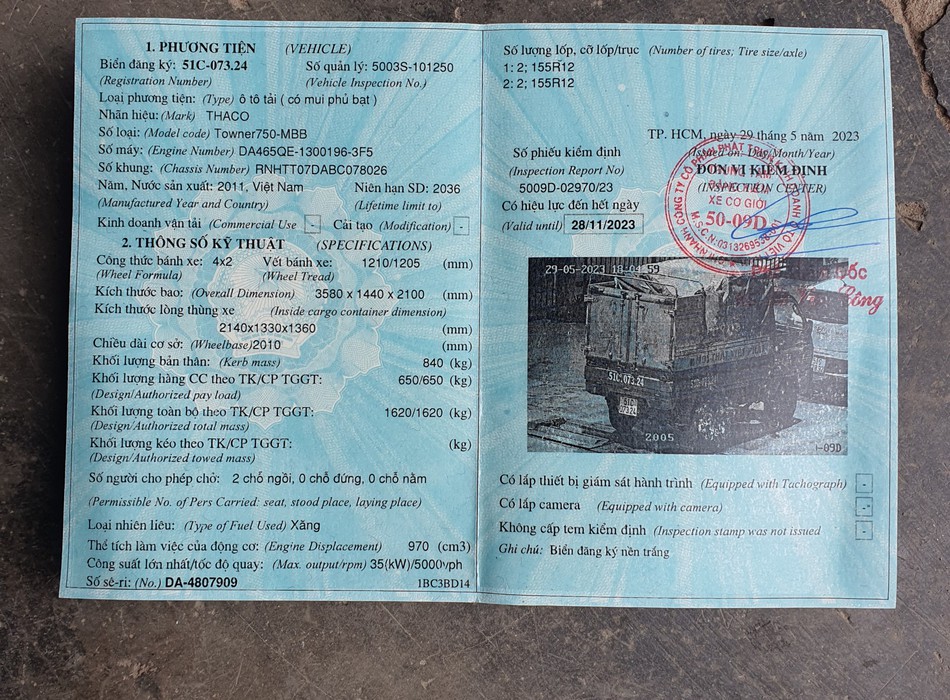 1. PHƯƠNG TIỆN (VEHICLE)
Biển đăng ký: 51C-073.24 Số quản lý: 5003S-101250
(Registration Number) (Vehicle Inspection No.)
Loại phương tiện: (Type) ô tô tải ( có mui phủ bạt )
Nhãn hiệu: (Mark) THACO
Số loại: (Model code) Towner750-MBB
Số máy: (Engine Number) DA465QE-1300196-3F5
Số khung: (Chassis Number) RNHTT07DABC078026
Năm, Nước sản xuất: 2011, Việt Nam Niên hạn SD: 2036
(Manufactured Year and Country) (Lifetime limit to)
Kinh doanh vận tải (Commercial Use - Cải tạo (Modification) -
2. THÔNG SỐ KỸ THUẬT (SPECIFICATIONS)
Công thức bánh xe: 4x2 Vết bánh xe: 1210/1205 (mm)
(Wheel Formula) (Wheel Tread)
Kích thước bao: (Overall Dimension) 3580 x 1440 x 2100 (mm)
Kích thước lòng thùng xe (Inside cargo container dimension)
2140x1330x1360 (mm)
Chiều dài cơ sở: (Wheelbase)2010 (mm)
Khối lượng bản thân: (Kerb mass) 840 (kg)
Khối lượng hàng CC theo TK/CP TGGT: 650/650 (kg)
(Design/Authorized pay load)
Khối lượng toàn bộ theo TK/CP TGGT: 1620/1620 (kg)
(Design/Authorized total mass)
Khối lượng kéo theo TK/CP TGGT: (kg)
(Design/Authorized towed mass)
Số người cho phép chở: 2 chỗ ngồi, 0 chỗ đứng, 0 chỗ nằm
(Permissible No. of Pers Carried: seat, stood place, laying place)
Loại nhiên liêu: (Type of Fuel Used) Xăng
Thể tích làm việc của động cơ: (Engine Displacement) 970 (cm3)
Công suất lớn nhất/tốc độ quay: (Max. output/rpm) 35(kW)/5000vph
Số sê-ri: (No.) DA-4807909 1BC3BD14
Số lượng lốp, cỡ lốp/trục (Number of tires; Tire size/axle)
1: 2; 155R12
2: 2; 155R12
TP. HCM, ngày 29 tháng 5 năm 2023
(Issued on: Day/Month/Year)
Số phiếu kiểm định ĐƠN VỊ KIỂM ĐỊNH
(Inspection Report No) (INSPECTION CENTER)
5009D-02970/23
Có hiệu lực đến hết ngày
(Valid until) 28/11/2023
XE CƠ GIỚI
50-09D
29-05-2023 18:04:59
51C-073.24
2005
Có lắp thiết bị giám sát hành trình (Equipped with Tachograph) -
Có lắp camera (Equipped with camera) -
Không cấp tem kiểm định (Inspection stamp was not issued -
Ghi chú: Biển đăng ký nền trắng